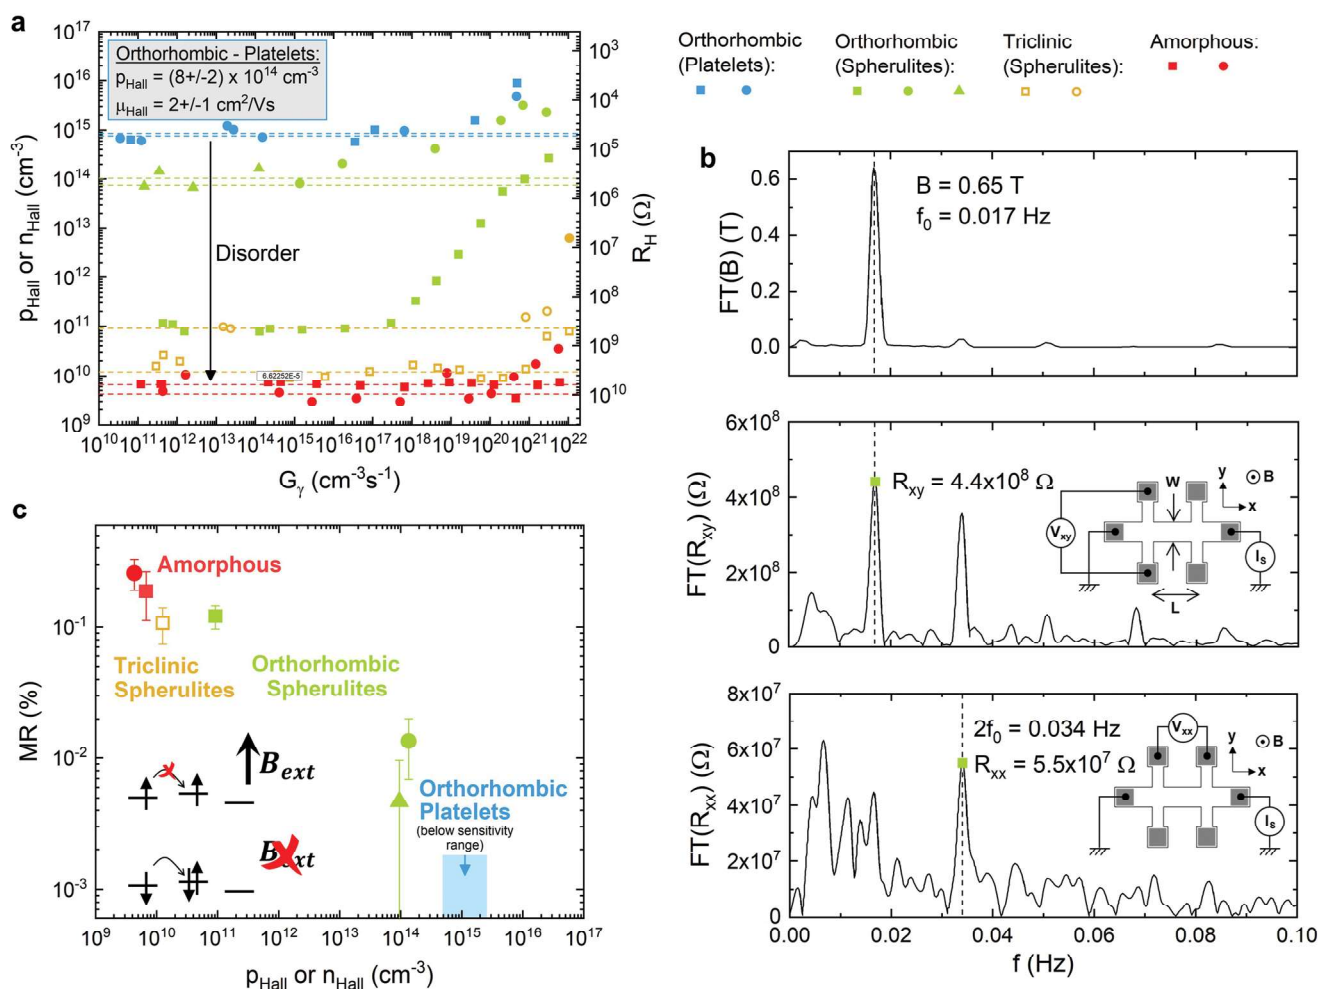 a
Orthorhombic - Platelets:
p_Hall = (8+/-2) x 10^14 cm^-3
μ_Hall = 2+/-1 cm^2/Vs
10^17
10^16
10^15
10^14
10^13
10^12
10^11
10^10
10^9
p_Hall or n_Hall (cm^-3)
Disorder
6.62252E-5
10^3
10^4
10^5
10^6
10^7
10^8
10^9
10^10
R_H (Ω)
10^10 10^11 10^12 10^13 10^14 10^15 10^16 10^17 10^18 10^19 10^20 10^21 10^22
G_γ (cm^-3s^-1)
Orthorhombic (Platelets):
Orthorhombic (Spherulites):
Triclinic (Spherulites):
Amorphous:
b
FT(B) (T)
0.6
0.4
0.2
0.0
B = 0.65 T
f_0 = 0.017 Hz
FT(R_xy) (Ω)
6x10^8
4x10^8
2x10^8
0
R_xy = 4.4x10^8 Ω
W
y
B
x
V_xy
I_s
L
FT(R_xx) (Ω)
8x10^7
6x10^7
4x10^7
2x10^7
0
2f_0 = 0.034 Hz
R_xx = 5.5x10^7 Ω
V_xx
y
B
x
I_s
0.00 0.02 0.04 0.06 0.08 0.10
f (Hz)
c
MR (%)
10^-1
10^-2
10^-3
Amorphous
Triclinic
Spherulites
Orthorhombic
Spherulites
B_ext
B_ext
Orthorhombic
Platelets
(below sensitivity
range)
10^9 10^10 10^11 10^12 10^13 10^14 10^15 10^16 10^17
p_Hall or n_Hall (cm^-3)